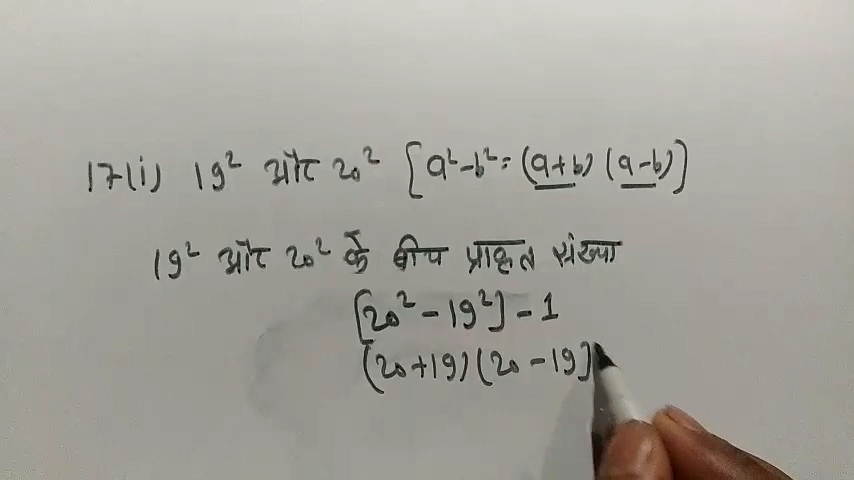 17(i) 19² और 20² [a²-b²=(a+b) (a-b)]
19² और 20² के बीच प्राकृत संख्या
[20² - 19²] - 1
(20+19) (20-19]